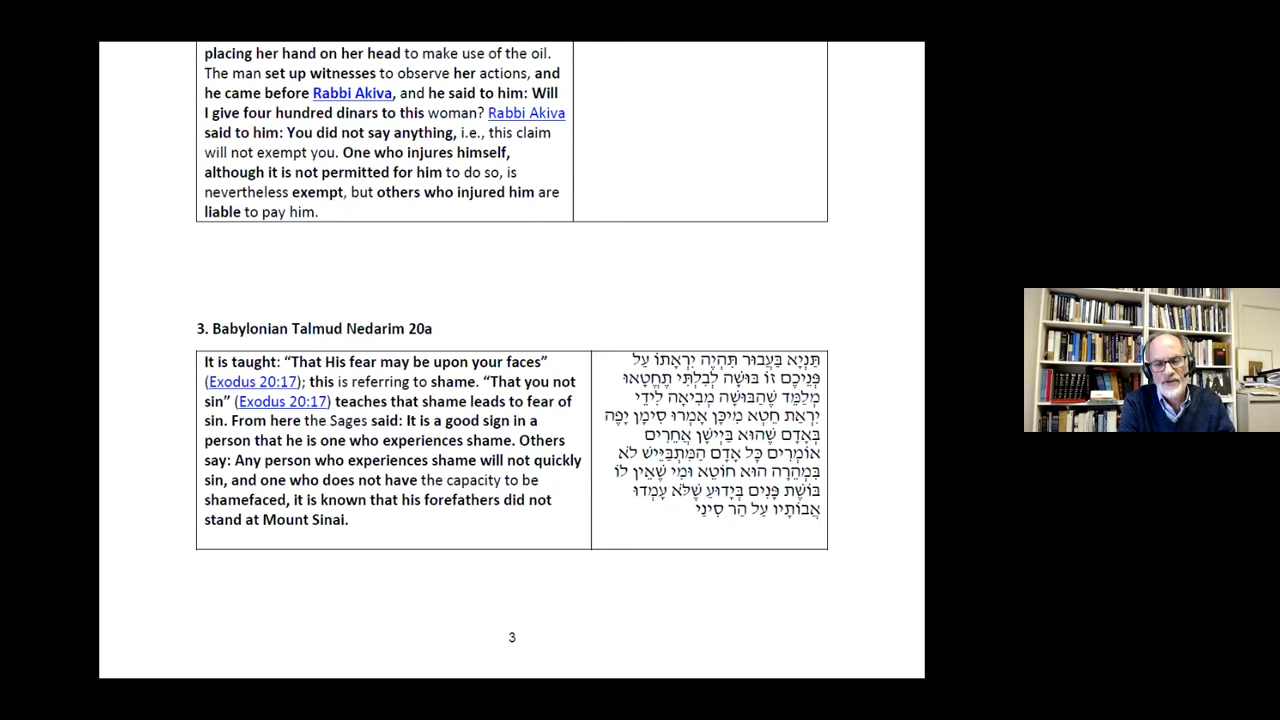 placing her hand on her head to make use of the oil.
The man set up witnesses to observe her actions, and
he came before Rabbi Akiva, and he said to him: Will
I give four hundred dinars to this woman? Rabbi Akiva
said to him: You did not say anything, i.e., this claim
will not exempt you. One who injures himself,
although it is not permitted for him to do so, is
nevertheless exempt, but others who injured him are
liable to pay him.
3. Babylonian Talmud Nedarim 20a
It is taught: “That His fear may be upon your faces”
(Exodus 20:17); this is referring to shame. “That you not
sin” (Exodus 20:17) teaches that shame leads to fear of
sin. From here the Sages said: It is a good sign in a
person that he is one who experiences shame. Others
say: Any person who experiences shame will not quickly
sin, and one who does not have the capacity to be
shamefaced, it is known that his forefathers did not
stand at Mount Sinai.
תַּנְיָא בַּעֲבוּר תִּהְיֶה יִרְאָתוֹ עַל
פְּנֵיכֶם זוֹ בּוּשָׁה לְבִלְתִּי תֶחֱטָאוּ
מְלַמֵּד שֶׁהַבּוּשָׁה מְבִיאָה לִידֵי
יִרְאַת חֵטְא מִיכָּן אָמְרוּ סִימָן יָפֶה
בְּאָדָם שֶׁהוּא בַּיְישָׁן אֲחֵרִים
אוֹמְרִים כׇּל אָדָם הַמִּתְבַּיֵּישׁ לֹא
בִּמְהֵרָה הוּא חוֹטֵא וּמִי שֶׁאֵין לוֹ
בּוֹשֶׁת פָּנִים בְּיָדוּעַ שֶׁלֹּא עָמְדוּ
אֲבוֹתָיו עַל הַר סִינַי
3